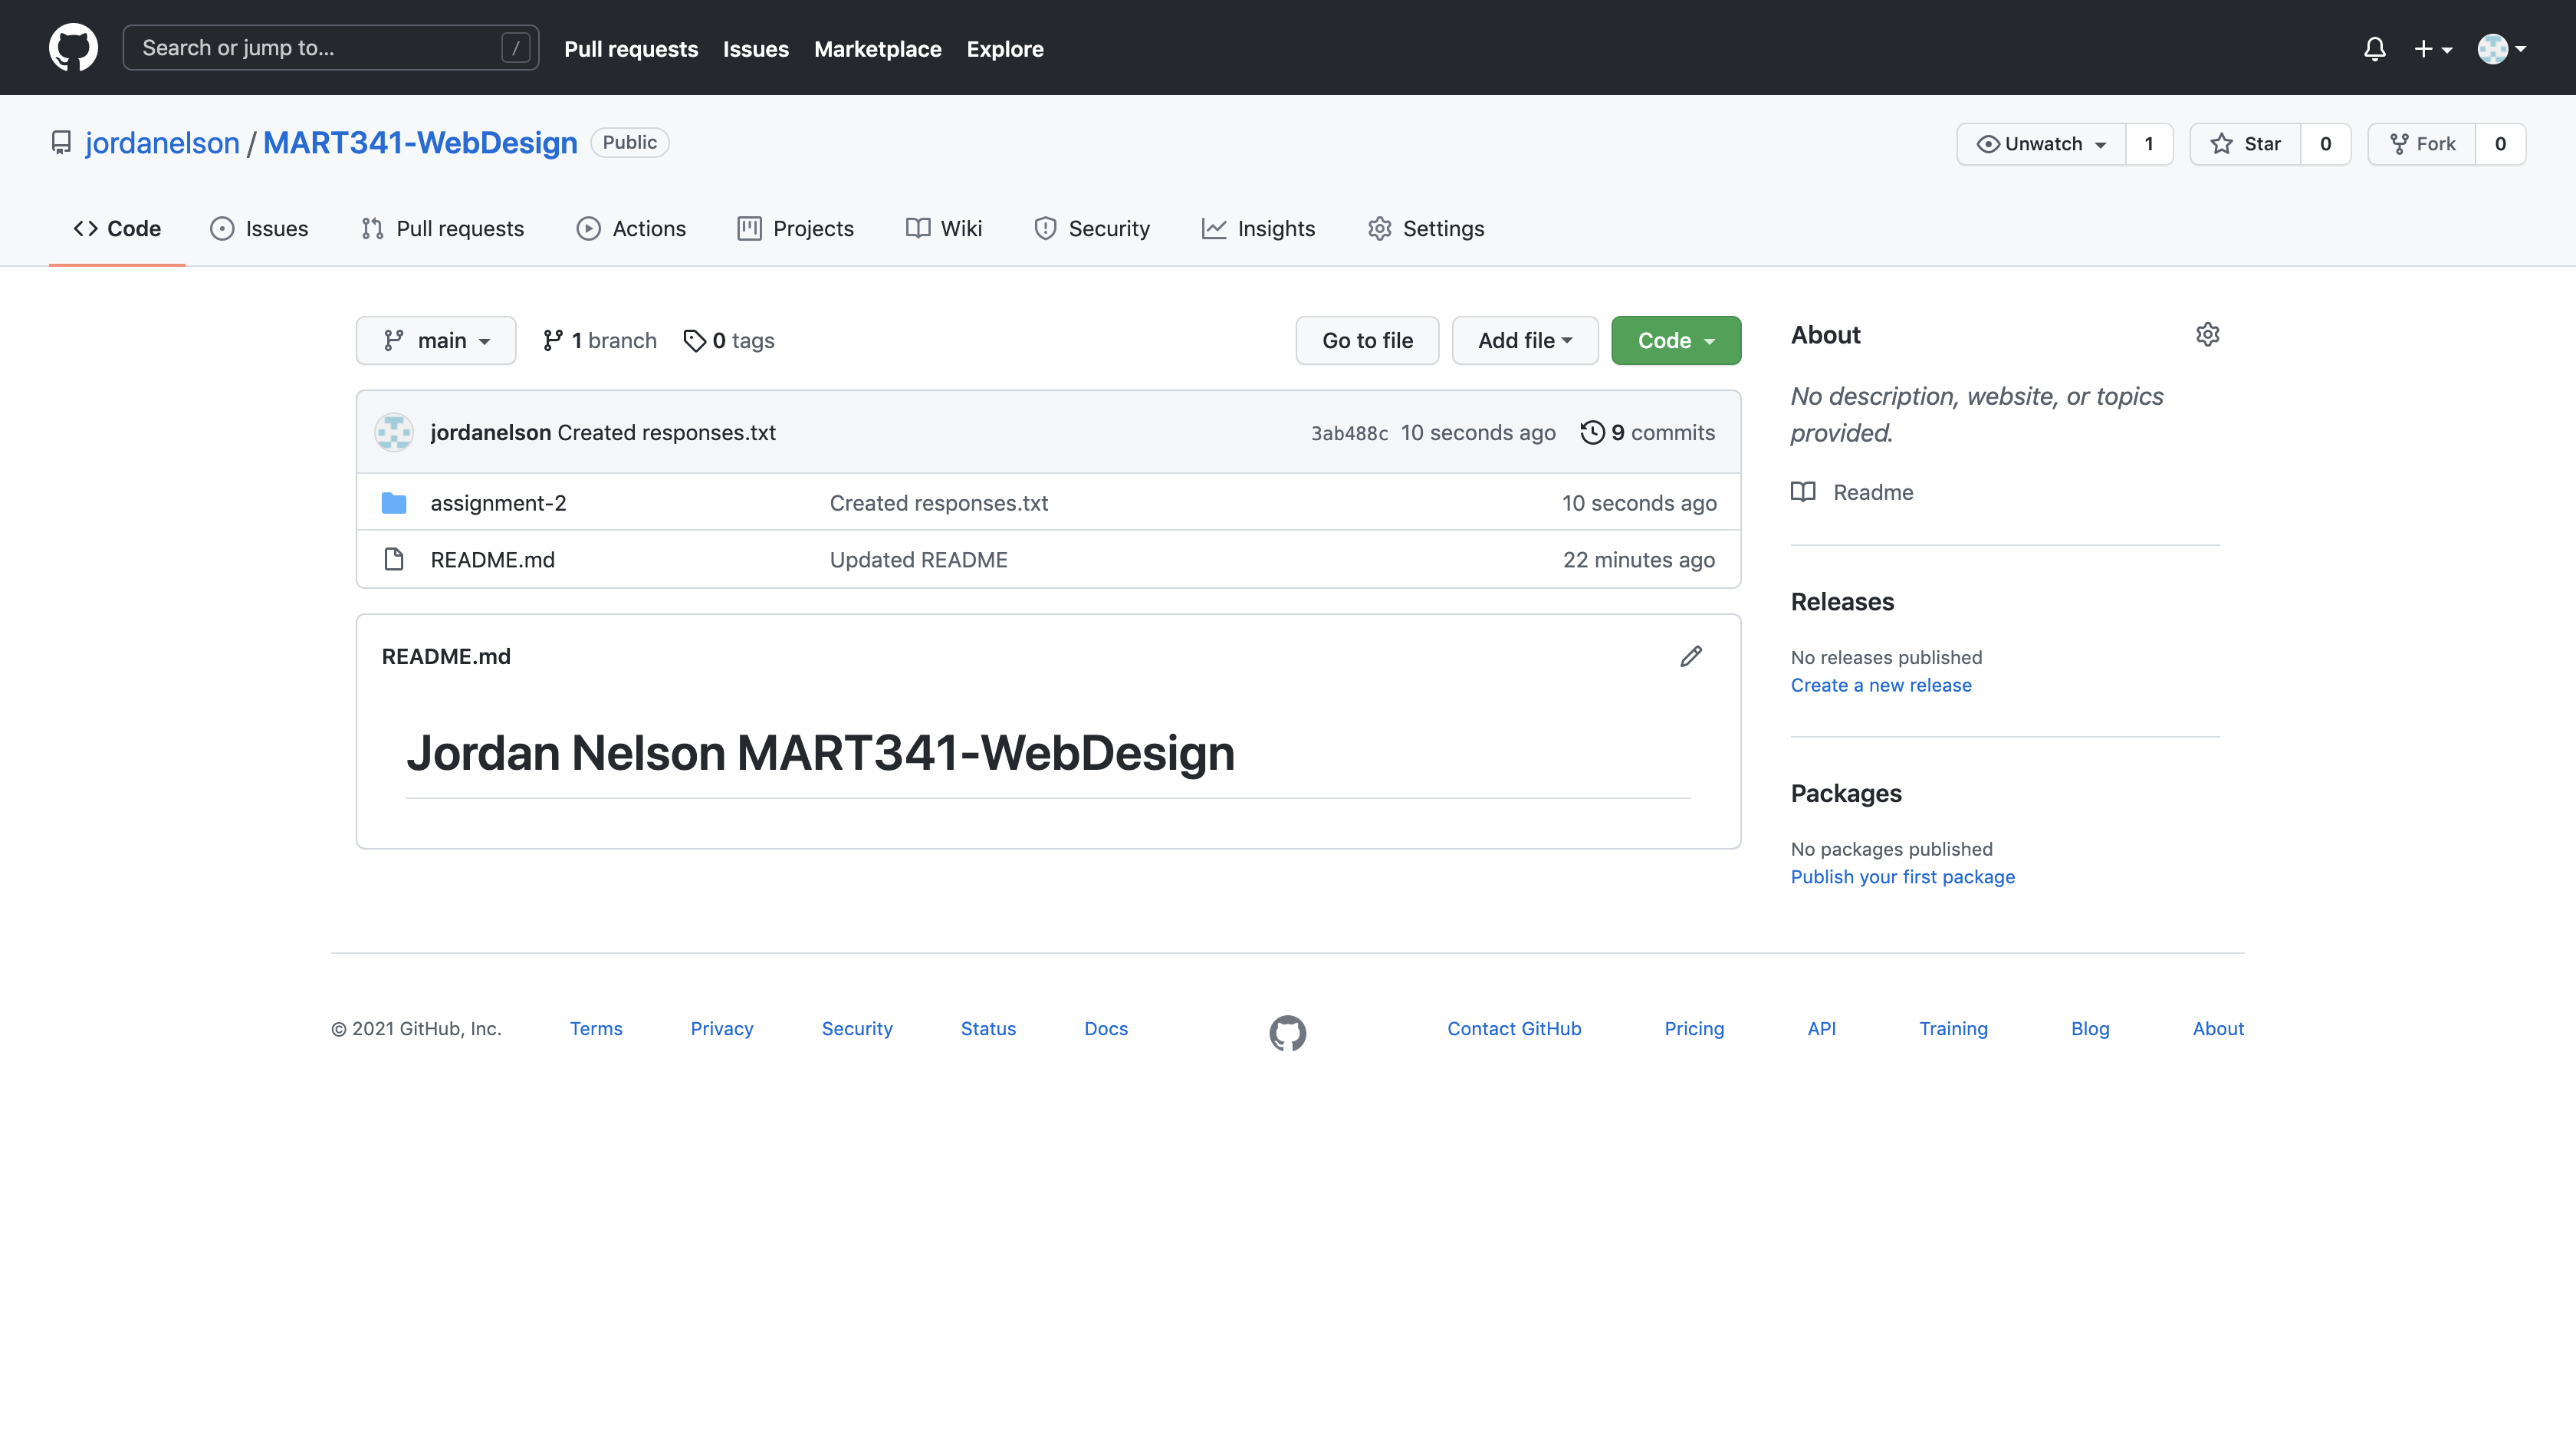 Search or jump to... /
Pull requests Issues Marketplace Explore
jordanelson / MART341-WebDesign Public
Unwatch 1 Star 0 Fork 0
Code Issues Pull requests Actions Projects Wiki Security Insights Settings
main 1 branch 0 tags
Go to file Add file Code
jordanelson Created responses.txt 3ab488c 10 seconds ago 9 commits
assignment-2 Created responses.txt 10 seconds ago
README.md Updated README 22 minutes ago
README.md
Jordan Nelson MART341-WebDesign
About
No description, website, or topics
provided.
Readme
Releases
No releases published
Create a new release
Packages
No packages published
Publish your first package
© 2021 GitHub, Inc. Terms Privacy Security Status Docs Contact GitHub Pricing API Training Blog About